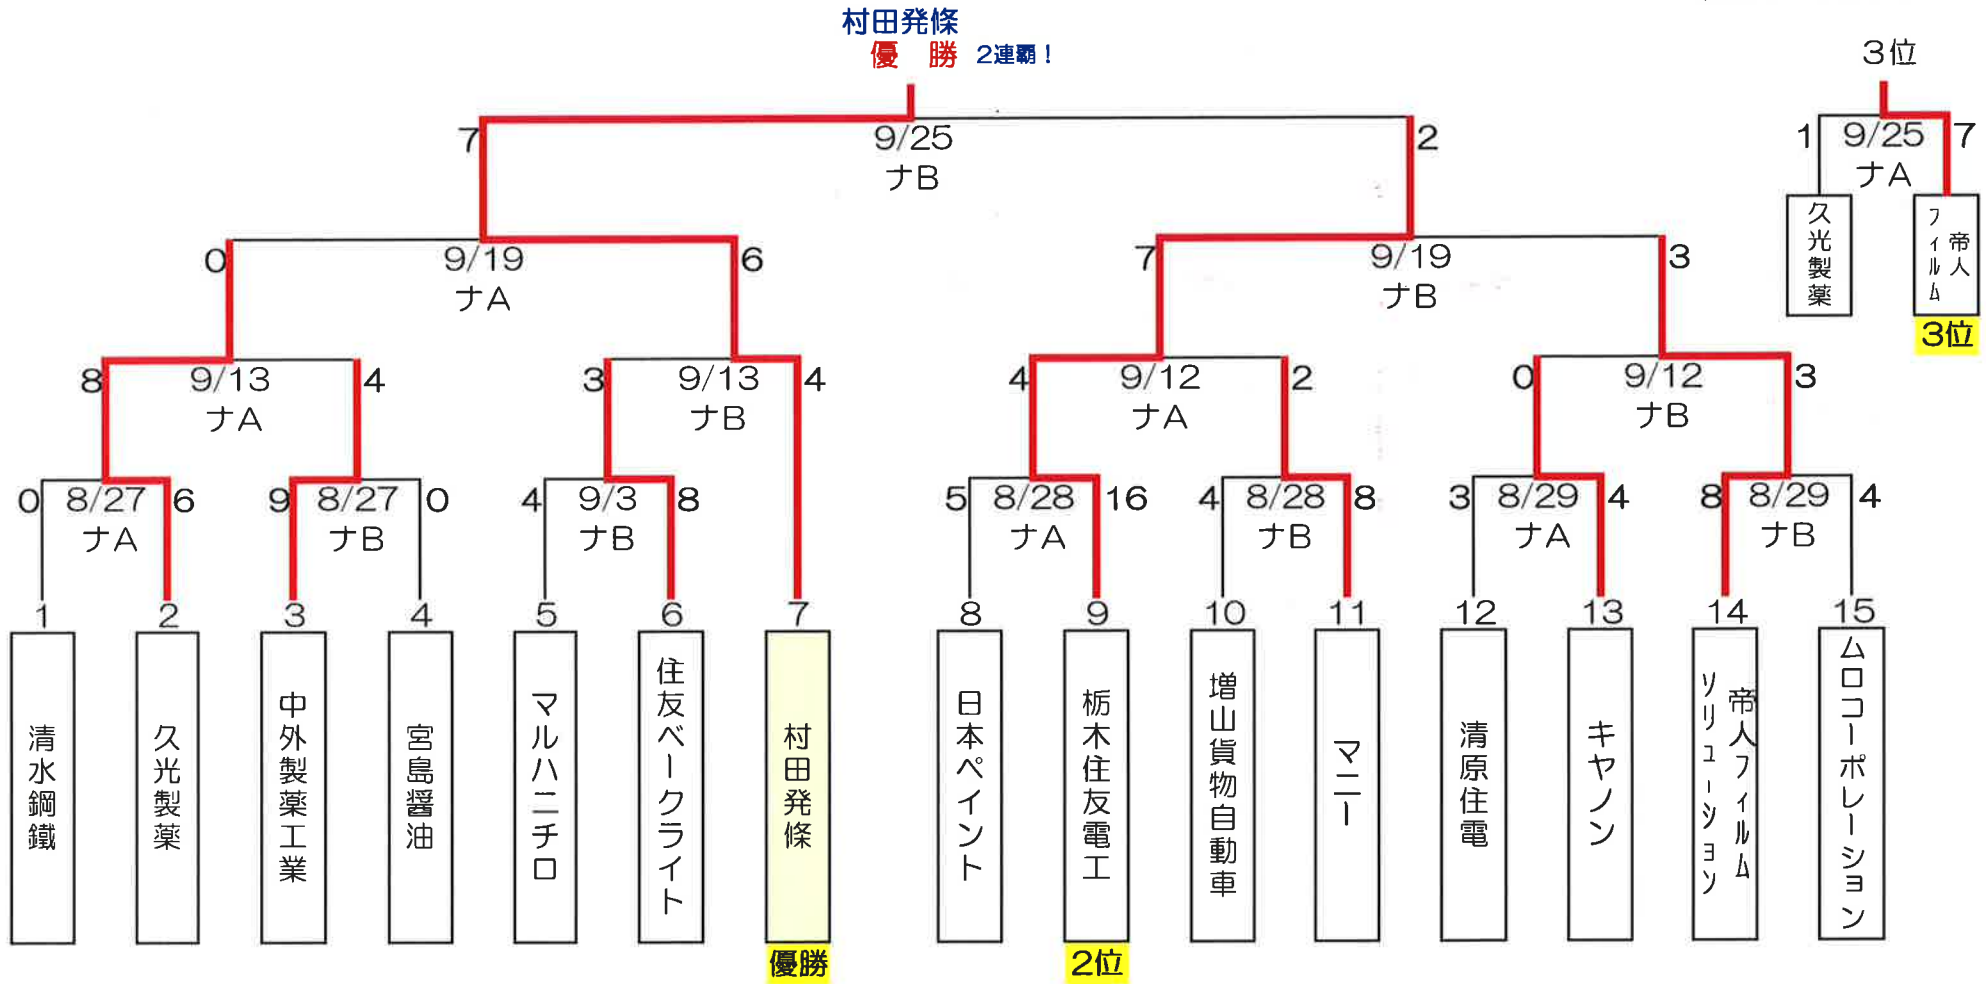 村田発條
優　勝　2連覇！
3位
7 9/25 2
ナB
1 9/25 7
ナA
久光製薬
帝人
フィルム
3位
0 9/19 6
ナA
7 9/19 3
ナB
8 9/13 4
ナA
3 9/13 4
ナB
4 9/12 2
ナA
0 9/12 3
ナB
0 8/27 6
ナA
9 8/27 0
ナB
4 9/3 8
ナB
5 8/28 16
ナA
4 8/28 8
ナB
3 8/29 4
ナA
8 8/29 4
ナB
1 2 3 4 5 6 7 8 9 10 11 12 13 14 15
清水鋼鐵
久光製薬
中外製薬工業
宮島醤油
マルハニチロ
住友ベークライト
村田発條
日本ペイント
栃木住友電工
増山貨物自動車
マニー
清原住電
キヤノン
帝人フィルム
ソリューション
ムロコーポレーション
優勝
2位